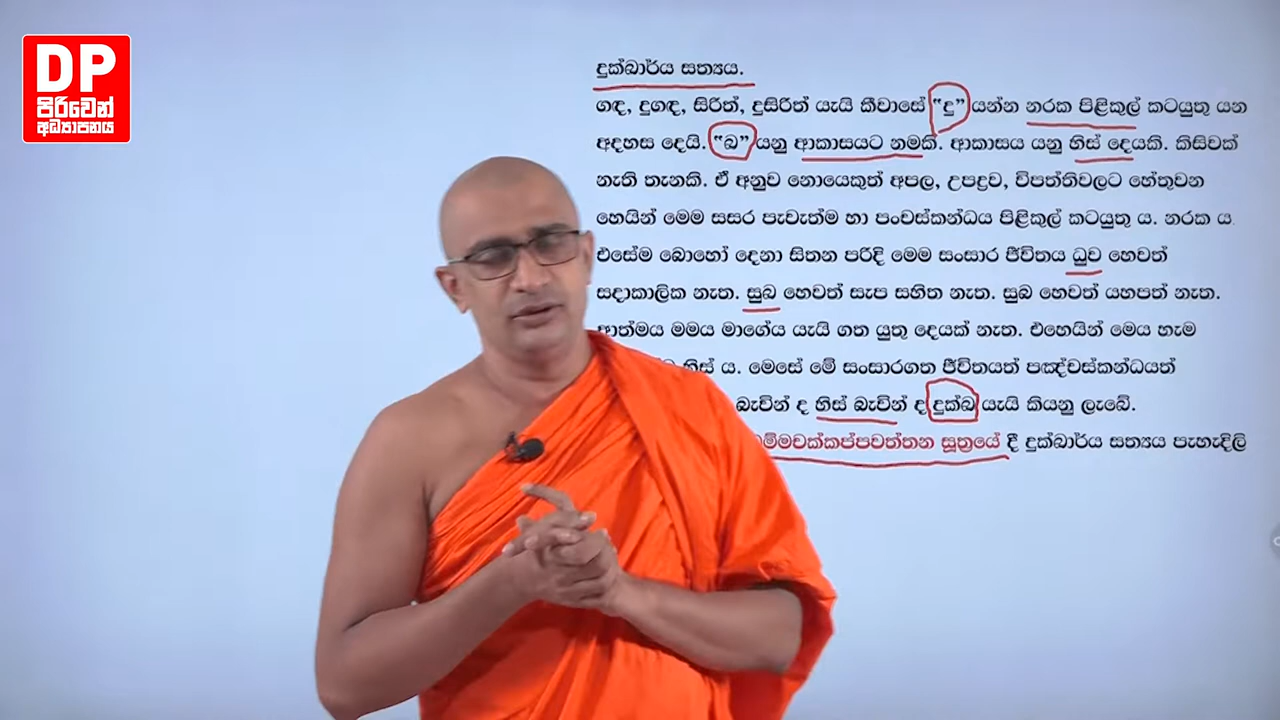 DP
පිරිවෙන්
අධ්‍යාපනය
දුක්ඛාර්ය සත්‍යය.
ගඳ, දුගඳ, සිරිත්, දුසිරිත් යැයි කීවාසේ “දු” යන්න නරක පිළිකුල් කටයුතු යන
අදහස දෙයි. “ඛ” යනු ආකාසයට නමකි. ආකාසය යනු හිස් දෙයකි. කිසිවක්
නැති තැනකි. ඒ අනුව නොයෙකුත් අපල, උපද්‍රව, විපත්තිවලට හේතුවන
හෙයින් මෙම සසර පැවැත්ම හා පංචස්කන්ධය පිළිකුල් කටයුතු ය. නරක ය.
එසේම බොහෝ දෙනා සිතන පරිදි මෙම සංසාර ජීවිතය ධුව හෙවත්
සදාකාලික නැත. සුඛ හෙවත් සැප සහිත නැත. සුබ හෙවත් යහපත් නැත.
ආත්මය මමය මාගේය යැයි ගත යුතු දෙයක් නැත. එහෙයින් මෙය හැම
හිස් ය. මෙසේ මේ සංසාරගත ජීවිතයත් පඤ්චස්කන්ධයත්
බැවින් ද හිස් බැවින් ද දුක්ඛ යැයි කියනු ලැබේ.
ම්මචක්කප්පවත්තන සූත්‍රයේ දී දුක්ඛාර්ය සත්‍යය පැහැදිලි